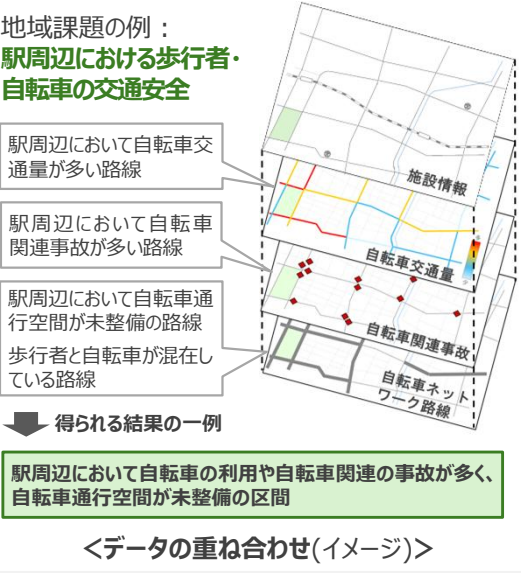 地域課題の例：
駅周辺における歩行者・
自転車の交通安全
駅周辺において自転車交
通量が多い路線
駅周辺において自転車
関連事故が多い路線
駅周辺において自転車通
行空間が未整備の路線
歩行者と自転車が混在し
ている路線
施設情報
自転車交通量
自転車関連事故
自転車ネット
ワーク路線
得られる結果の一例
駅周辺において自転車の利用や自転車関連の事故が多く、
自転車通行空間が未整備の区間
<データの重ね合わせ(イメージ)>